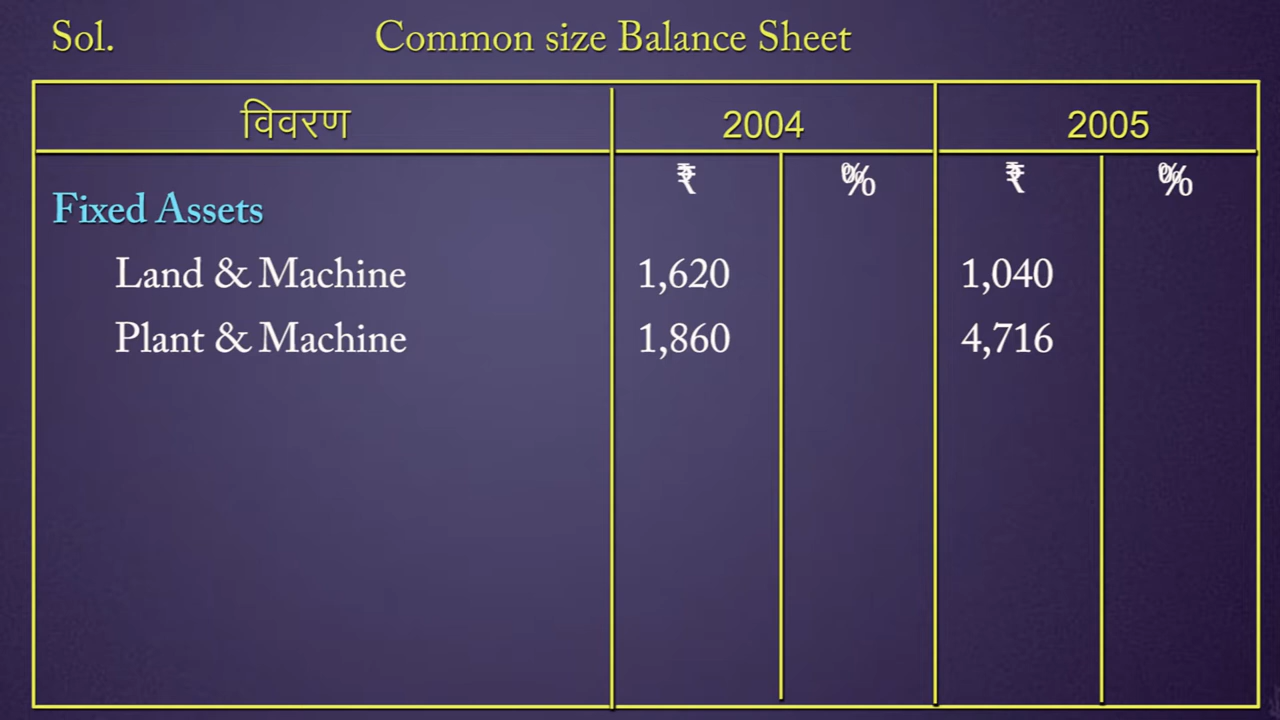 Sol. Common size Balance Sheet
विवरण 2004 2005
₹ % ₹ %
Fixed Assets
Land & Machine 1,620 1,040
Plant & Machine 1,860 4,716